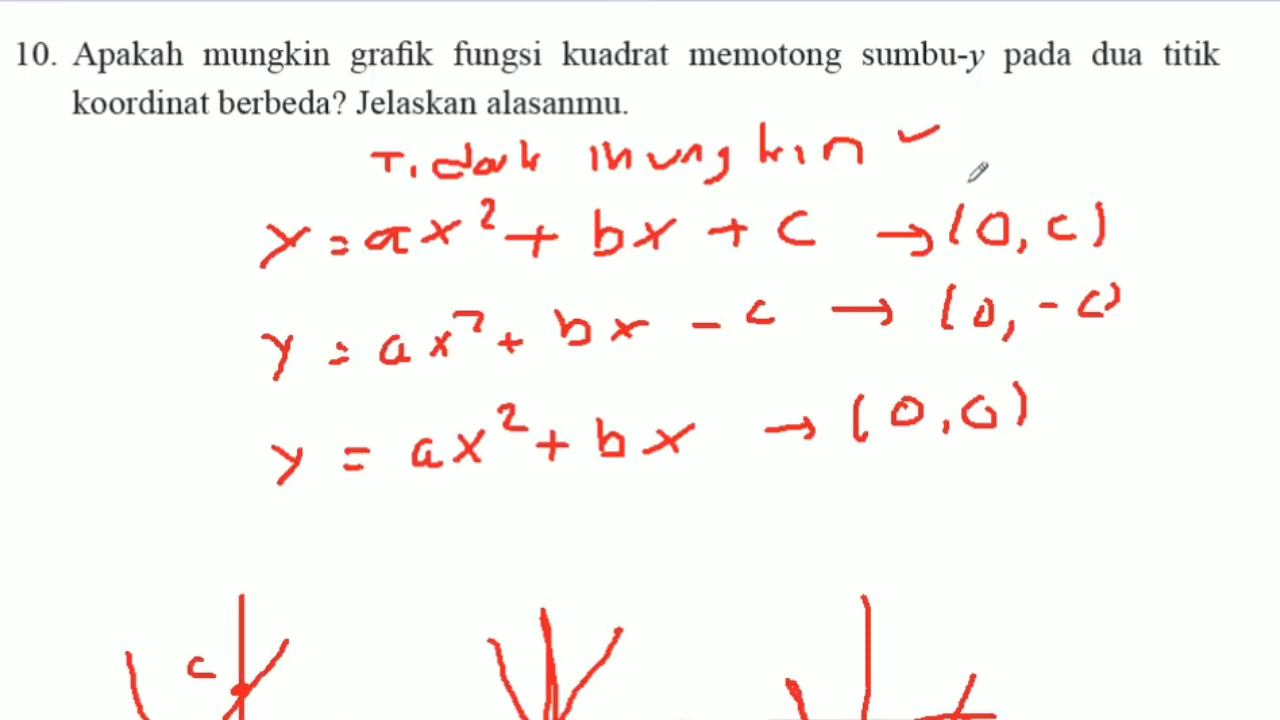 10. Apakah mungkin grafik fungsi kuadrat memotong sumbu-y pada dua titik
koordinat berbeda? Jelaskan alasanmu.
Tidak mungkin ✓
y = ax² + bx + c → (0, c)
y = ax² + bx - c → (0, -c)
y = ax² + bx → (0, 0)
c